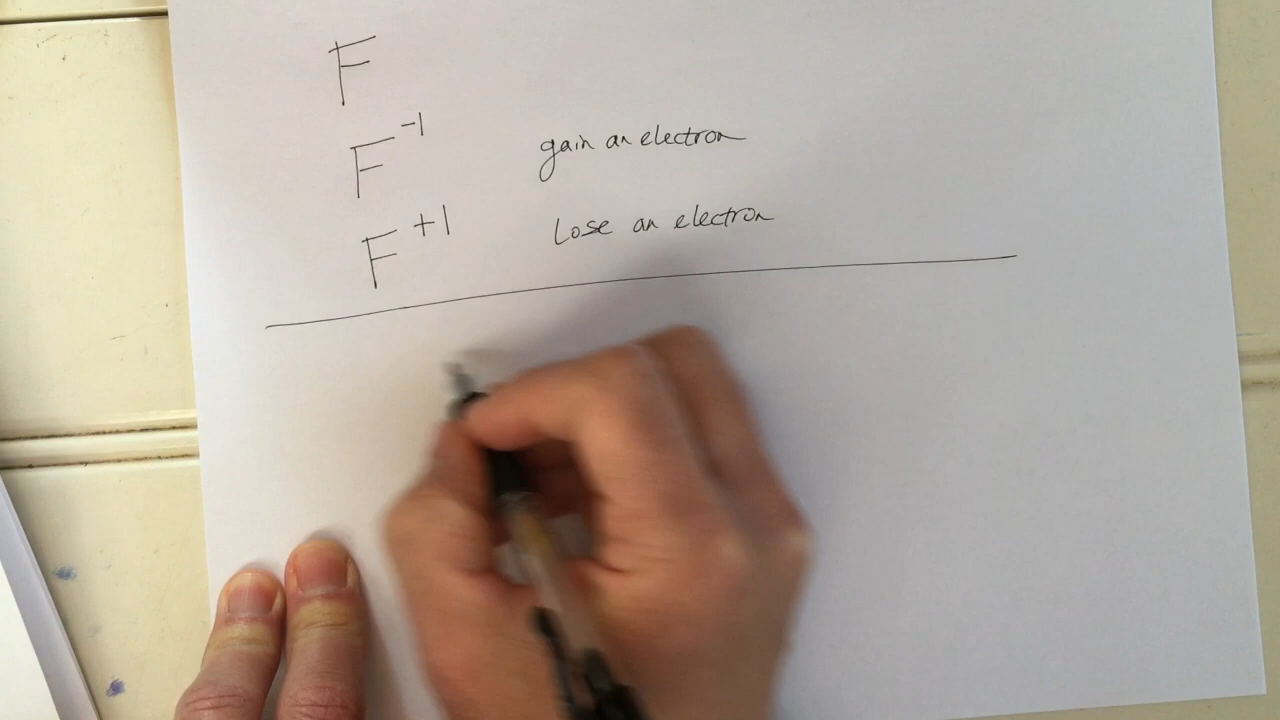 F
F⁻¹ gain an electron
F⁺¹ Lose an electron